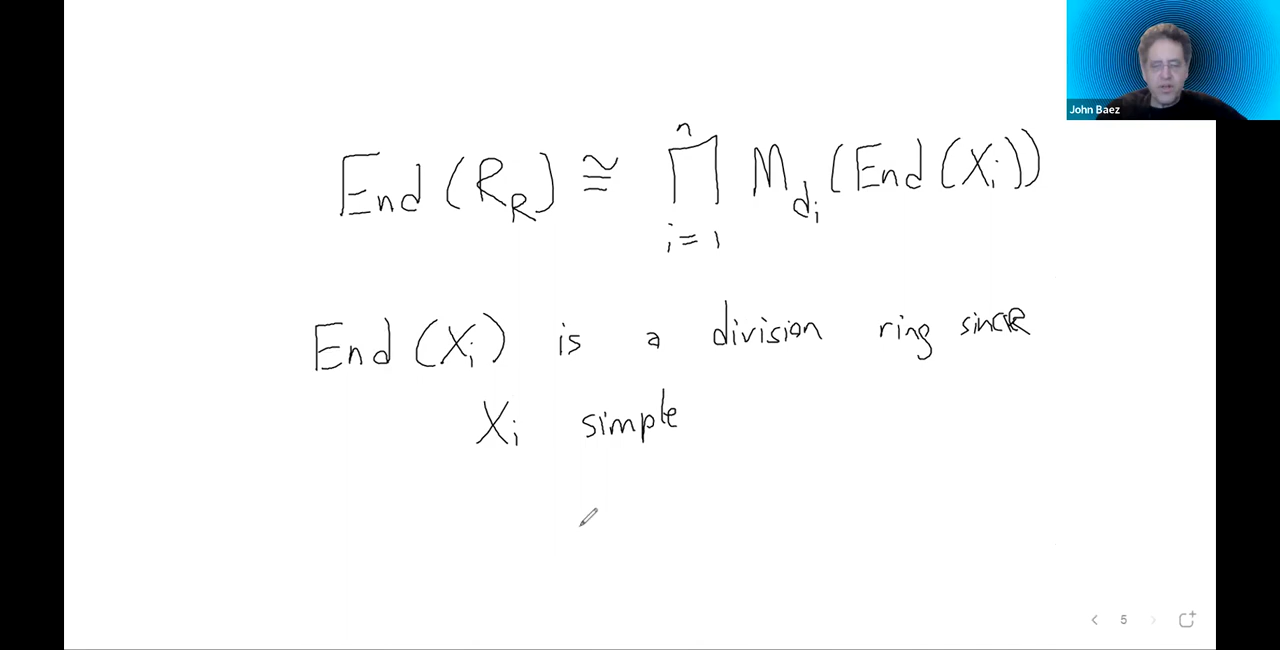 John Baez
End (R_R) ≅ ∏_{i=1}^{n} M_{d_i} (End (X_i))
End (X_i) is a division ring since
X_i simple
< 5 >